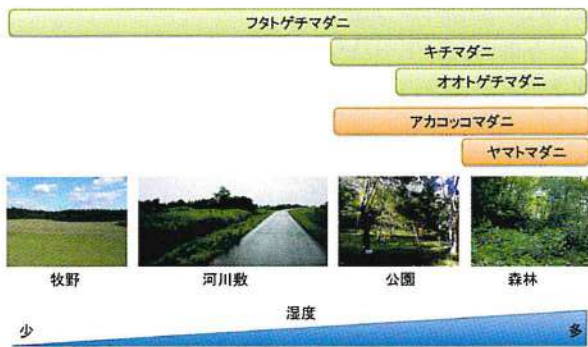 フタトゲチマダニ
キチマダニ
オオトゲチマダニ
アカコッコマダニ
ヤマトマダニ
牧野
河川敷
公園
森林
湿度
少
多